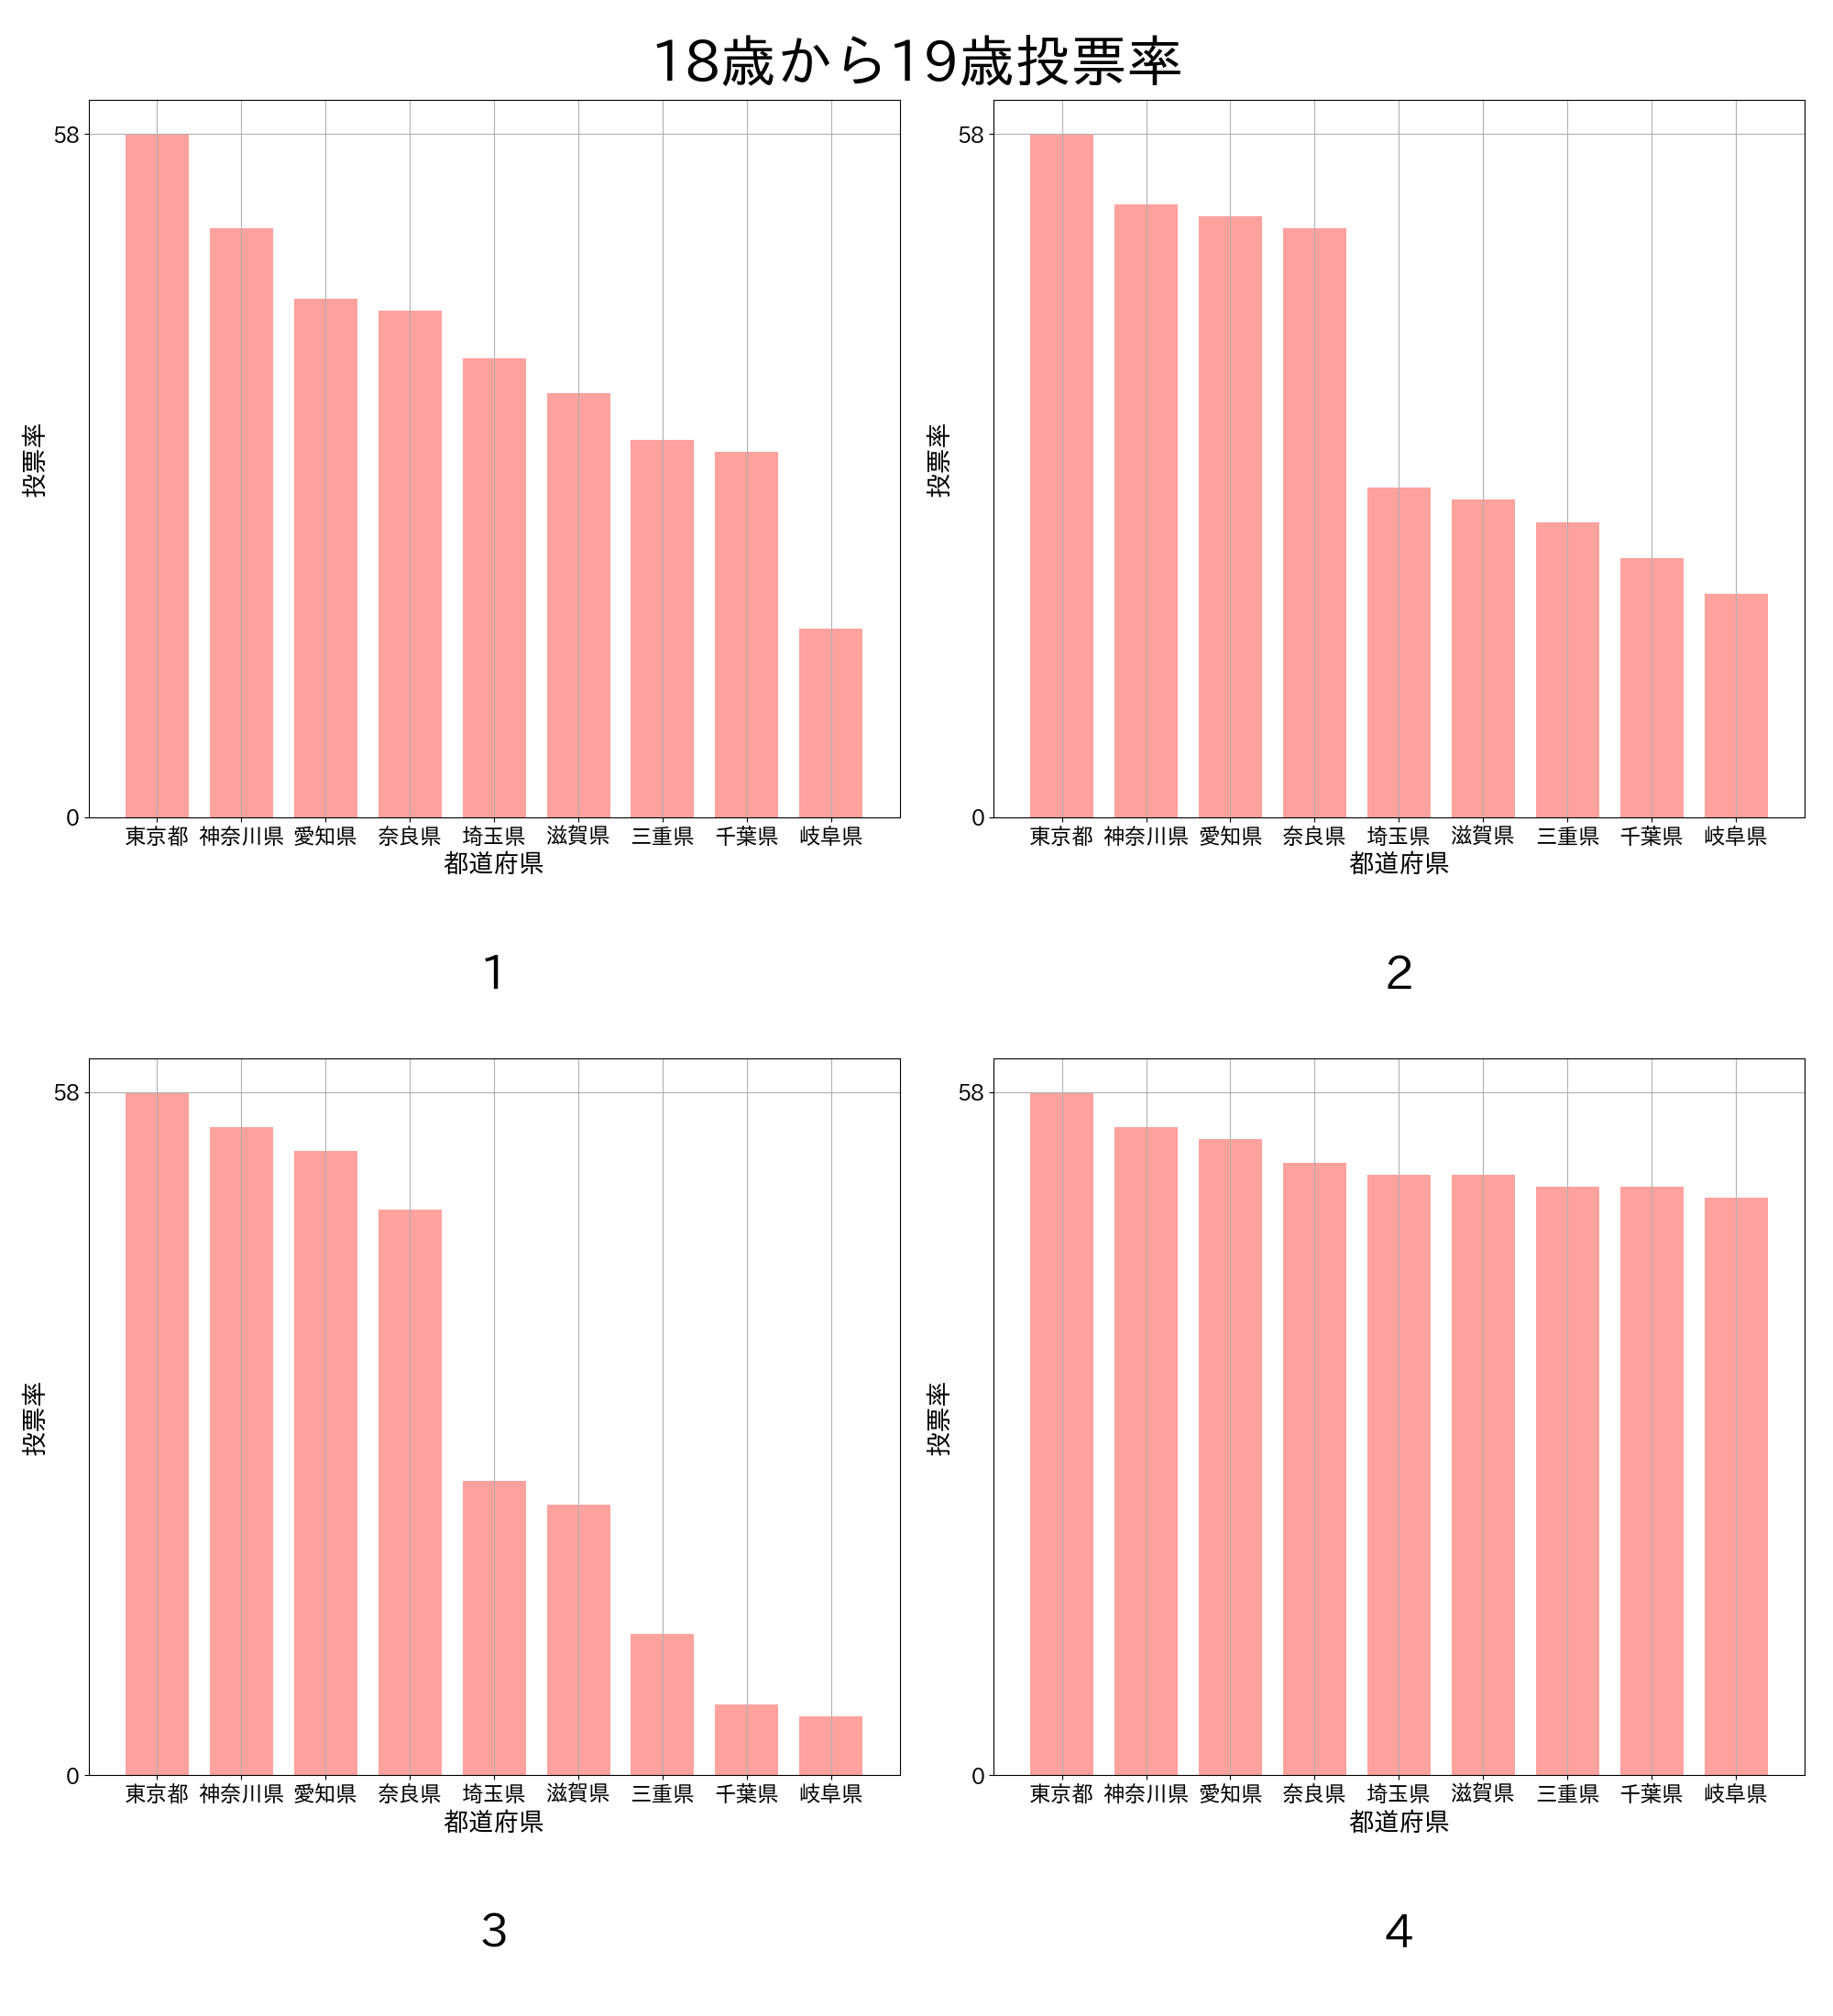 18歳から19歳投票率
58
0
投票率
東京都 神奈川県 愛知県 奈良県 埼玉県 滋賀県 三重県 千葉県 岐阜県
都道府県
1
58
0
投票率
東京都 神奈川県 愛知県 奈良県 埼玉県 滋賀県 三重県 千葉県 岐阜県
都道府県
2
58
0
投票率
東京都 神奈川県 愛知県 奈良県 埼玉県 滋賀県 三重県 千葉県 岐阜県
都道府県
3
58
0
投票率
東京都 神奈川県 愛知県 奈良県 埼玉県 滋賀県 三重県 千葉県 岐阜県
都道府県
4